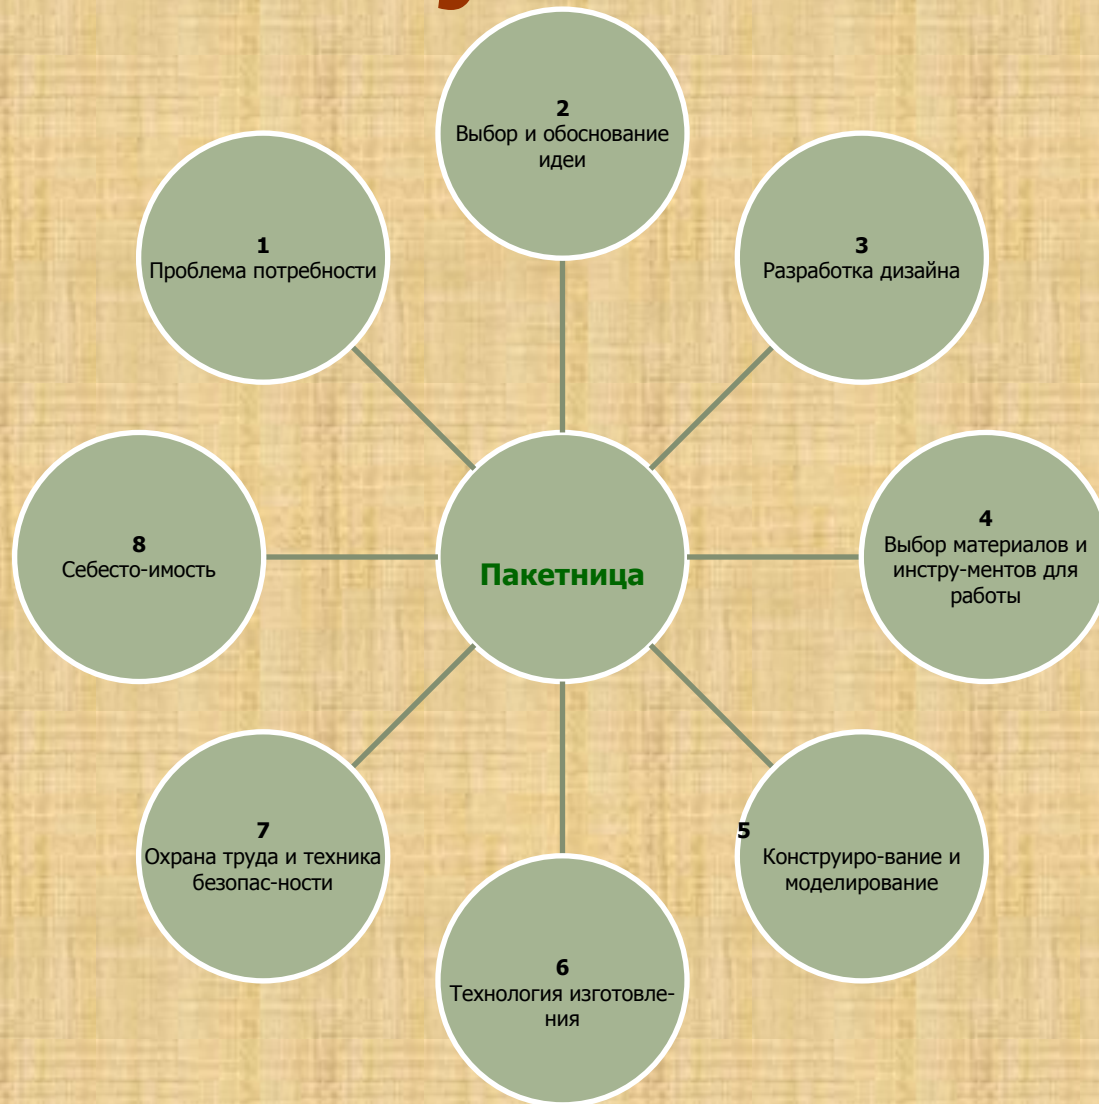 2
Выбор и обоснование
идеи
1
Проблема потребности
3
Разработка дизайна
8
Себесто-имость
Пакетница
4
Выбор материалов и
инстру-ментов для
работы
7
Охрана труда и техника
безопас-ности
5
Конструиро-вание и
моделирование
6
Технология изготовле-
ния